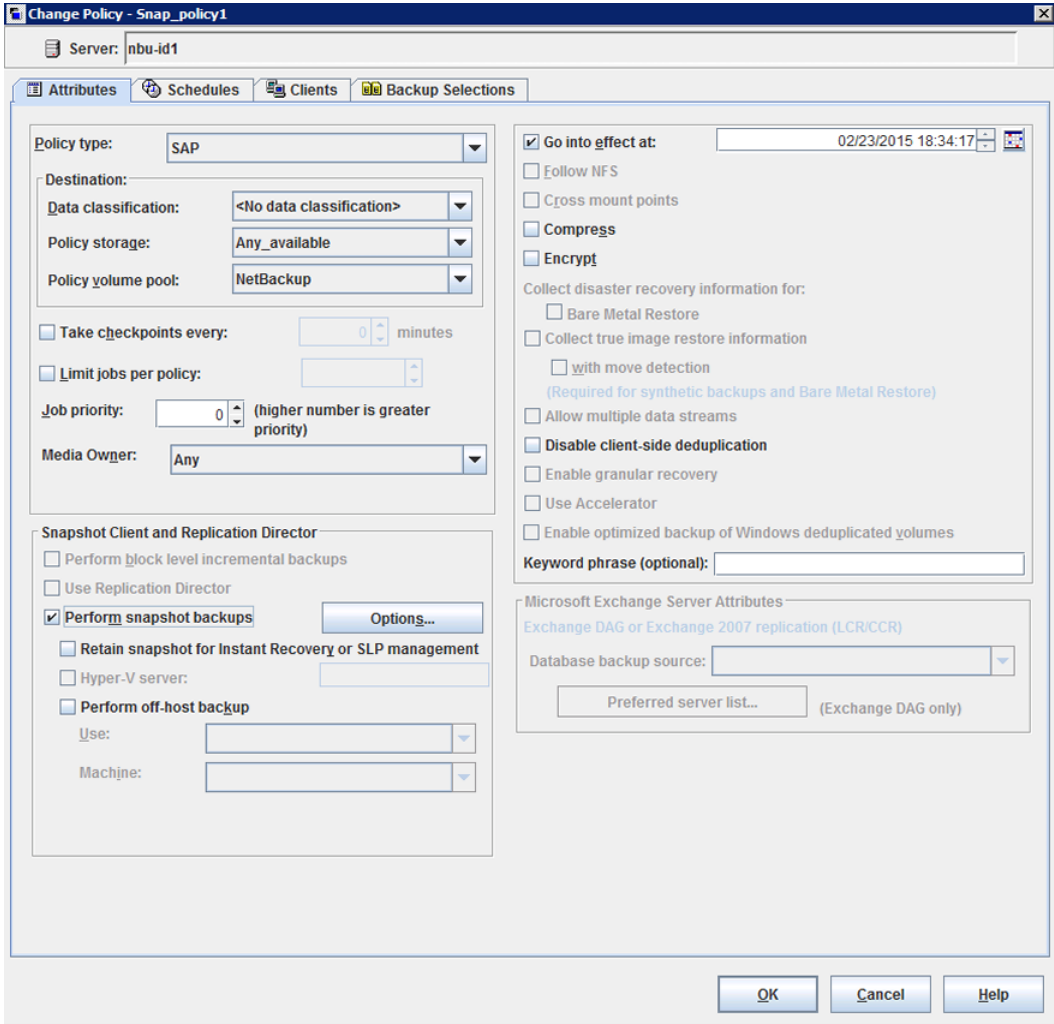 Change Policy - Snap_policy1
Server: nbu-id1
Attributes Schedules Clients Backup Selections
Policy type: SAP
Destination:
Data classification: <No data classification>
Policy storage: Any_available
Policy volume pool: NetBackup
Take checkpoints every: 0 minutes
Limit jobs per policy:
Job priority: 0 (higher number is greater
priority)
Media Owner: Any
Snapshot Client and Replication Director
Perform block level incremental backups
Use Replication Director
Perform snapshot backups Options...
Retain snapshot for Instant Recovery or SLP management
Hyper-V server:
Perform off-host backup
Use:
Machine:
Go into effect at: 02/23/2015 18:34:17
Follow NFS
Cross mount points
Compress
Encrypt
Collect disaster recovery information for:
Bare Metal Restore
Collect true image restore information
with move detection
(Required for synthetic backups and Bare Metal Restore)
Allow multiple data streams
Disable client-side deduplication
Enable granular recovery
Use Accelerator
Enable optimized backup of Windows deduplicated volumes
Keyword phrase (optional):
Microsoft Exchange Server Attributes
Exchange DAG or Exchange 2007 replication (LCR/CCR)
Database backup source:
Preferred server list... (Exchange DAG only)
OK Cancel Help